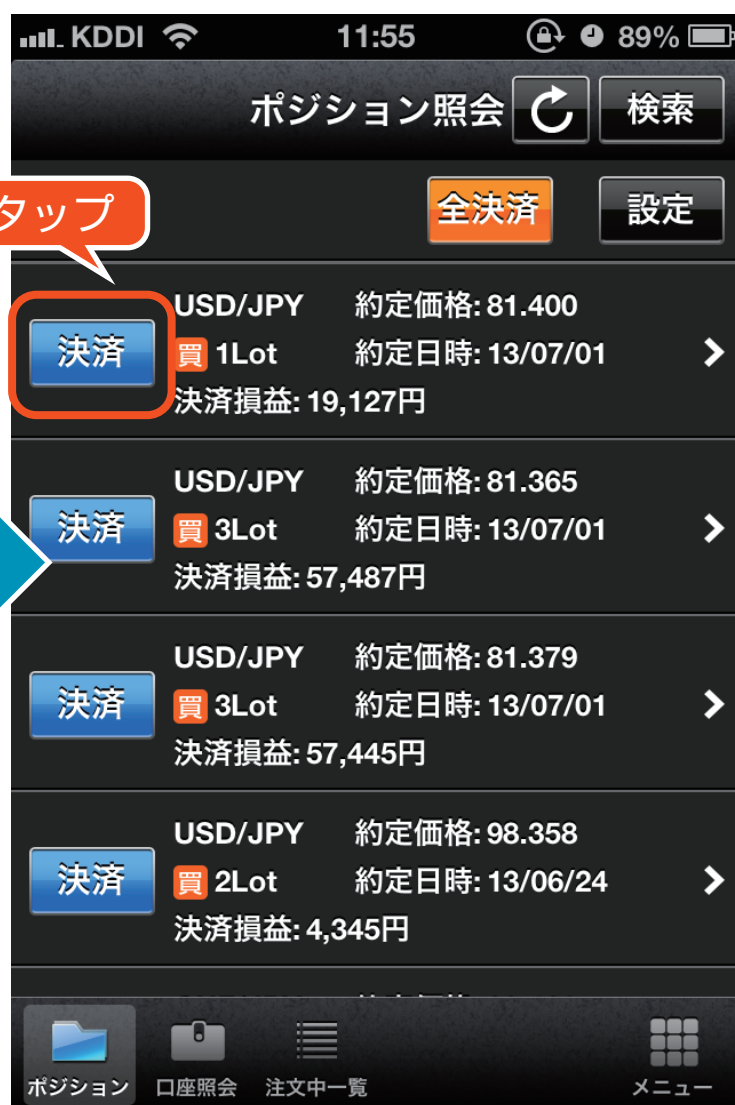 KDDI 11:55 89%
ポジション照会 検索
タップ
全決済 設定
USD/JPY 約定価格: 81.400
決済 買 1Lot 約定日時: 13/07/01
決済損益: 19,127円
USD/JPY 約定価格: 81.365
決済 買 3Lot 約定日時: 13/07/01
決済損益: 57,487円
USD/JPY 約定価格: 81.379
決済 買 3Lot 約定日時: 13/07/01
決済損益: 57,445円
USD/JPY 約定価格: 98.358
決済 買 2Lot 約定日時: 13/06/24
決済損益: 4,345円
ポジション 口座照会 注文中一覧 メニュー